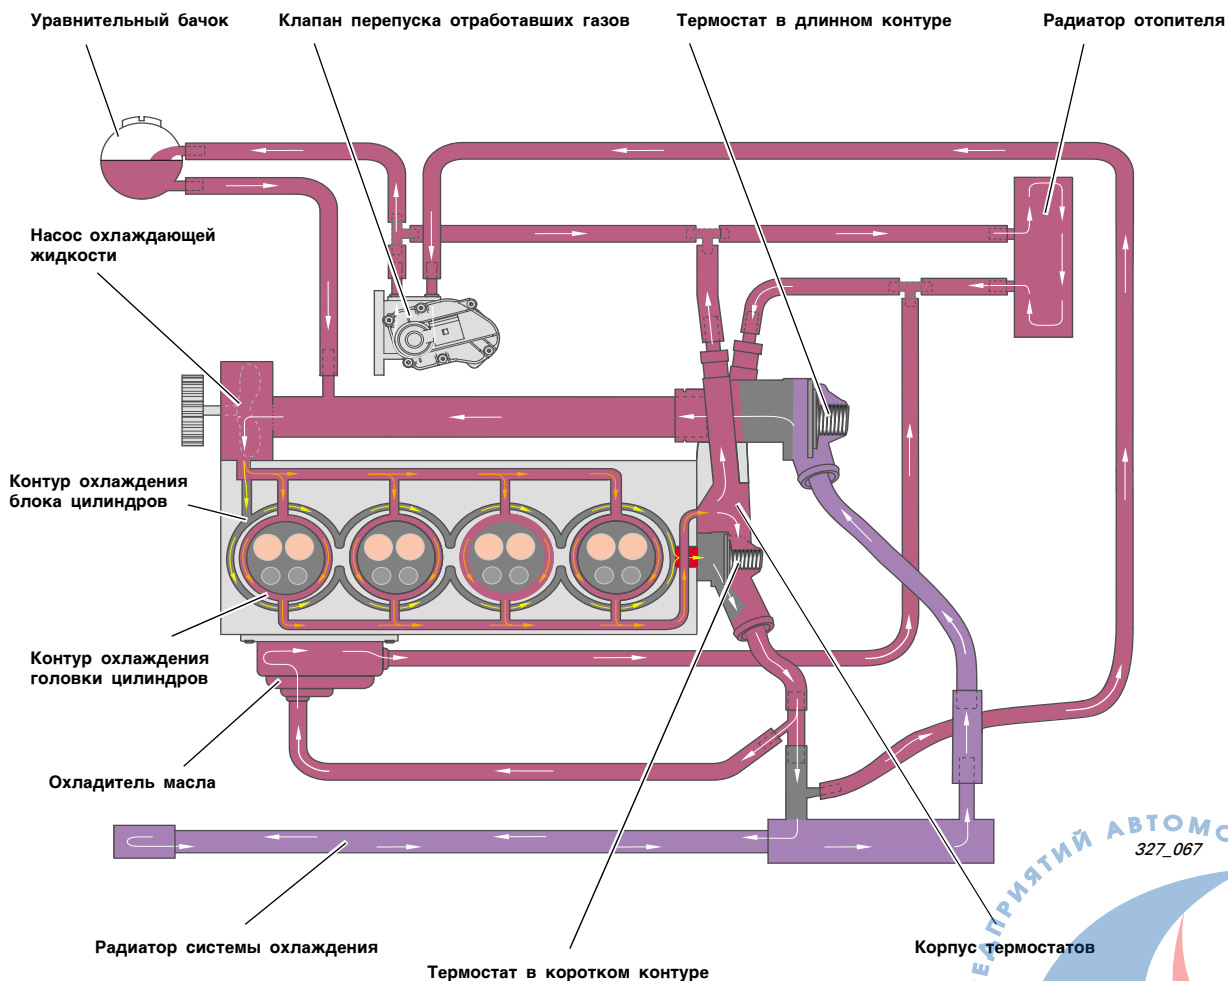 Уравнительный бачок
Клапан перепуска отработавших газов
Термостат в длинном контуре
Радиатор отопителя
Насос охлаждающей
жидкости
Контур охлаждения
блока цилиндров
Контур охлаждения
головки цилиндров
Охладитель масла
327_067
Радиатор системы охлаждения
Термостат в коротком контуре
Корпус термостатов